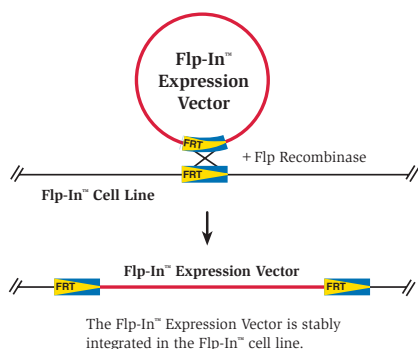 Flp-In™
Expression
Vector
FRT
+ Flp Recombinase
FRT
Flp-In™ Cell Line
Flp-In™ Expression Vector
FRT
FRT
The Flp-In™ Expression Vector is stably
integrated in the Flp-In™ cell line.